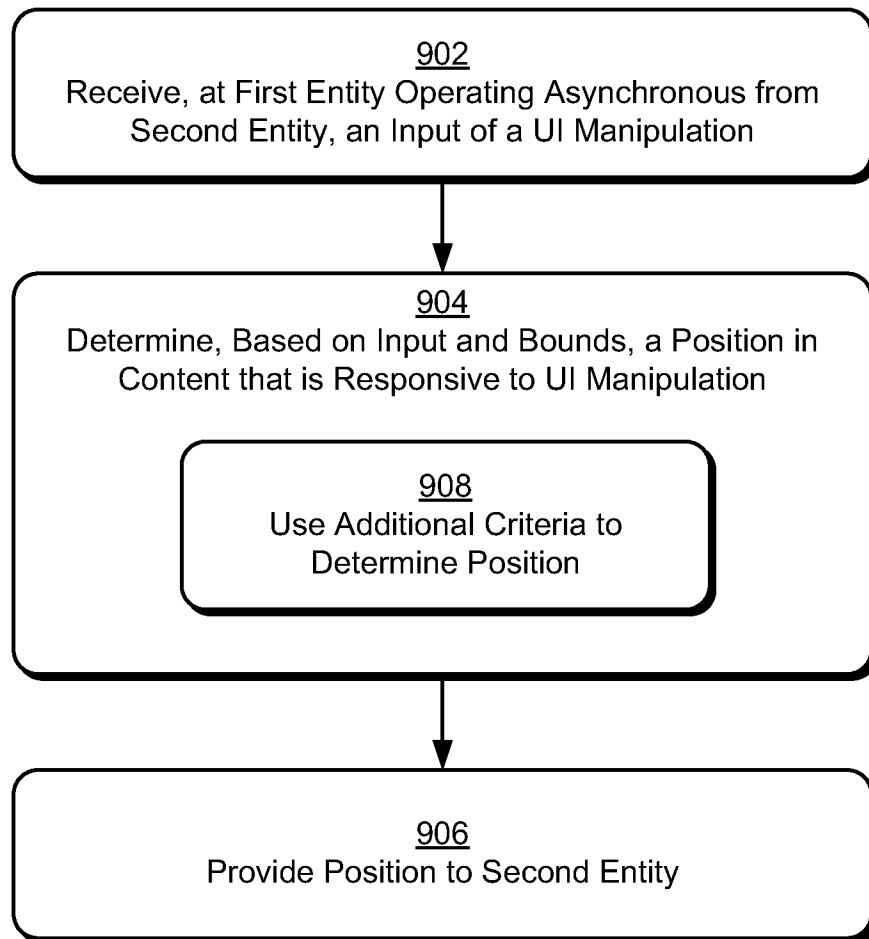 902
Receive, at First Entity Operating Asynchronous from
Second Entity, an Input of a UI Manipulation
904
Determine, Based on Input and Bounds, a Position in
Content that is Responsive to UI Manipulation
908
Use Additional Criteria to
Determine Position
906
Provide Position to Second Entity